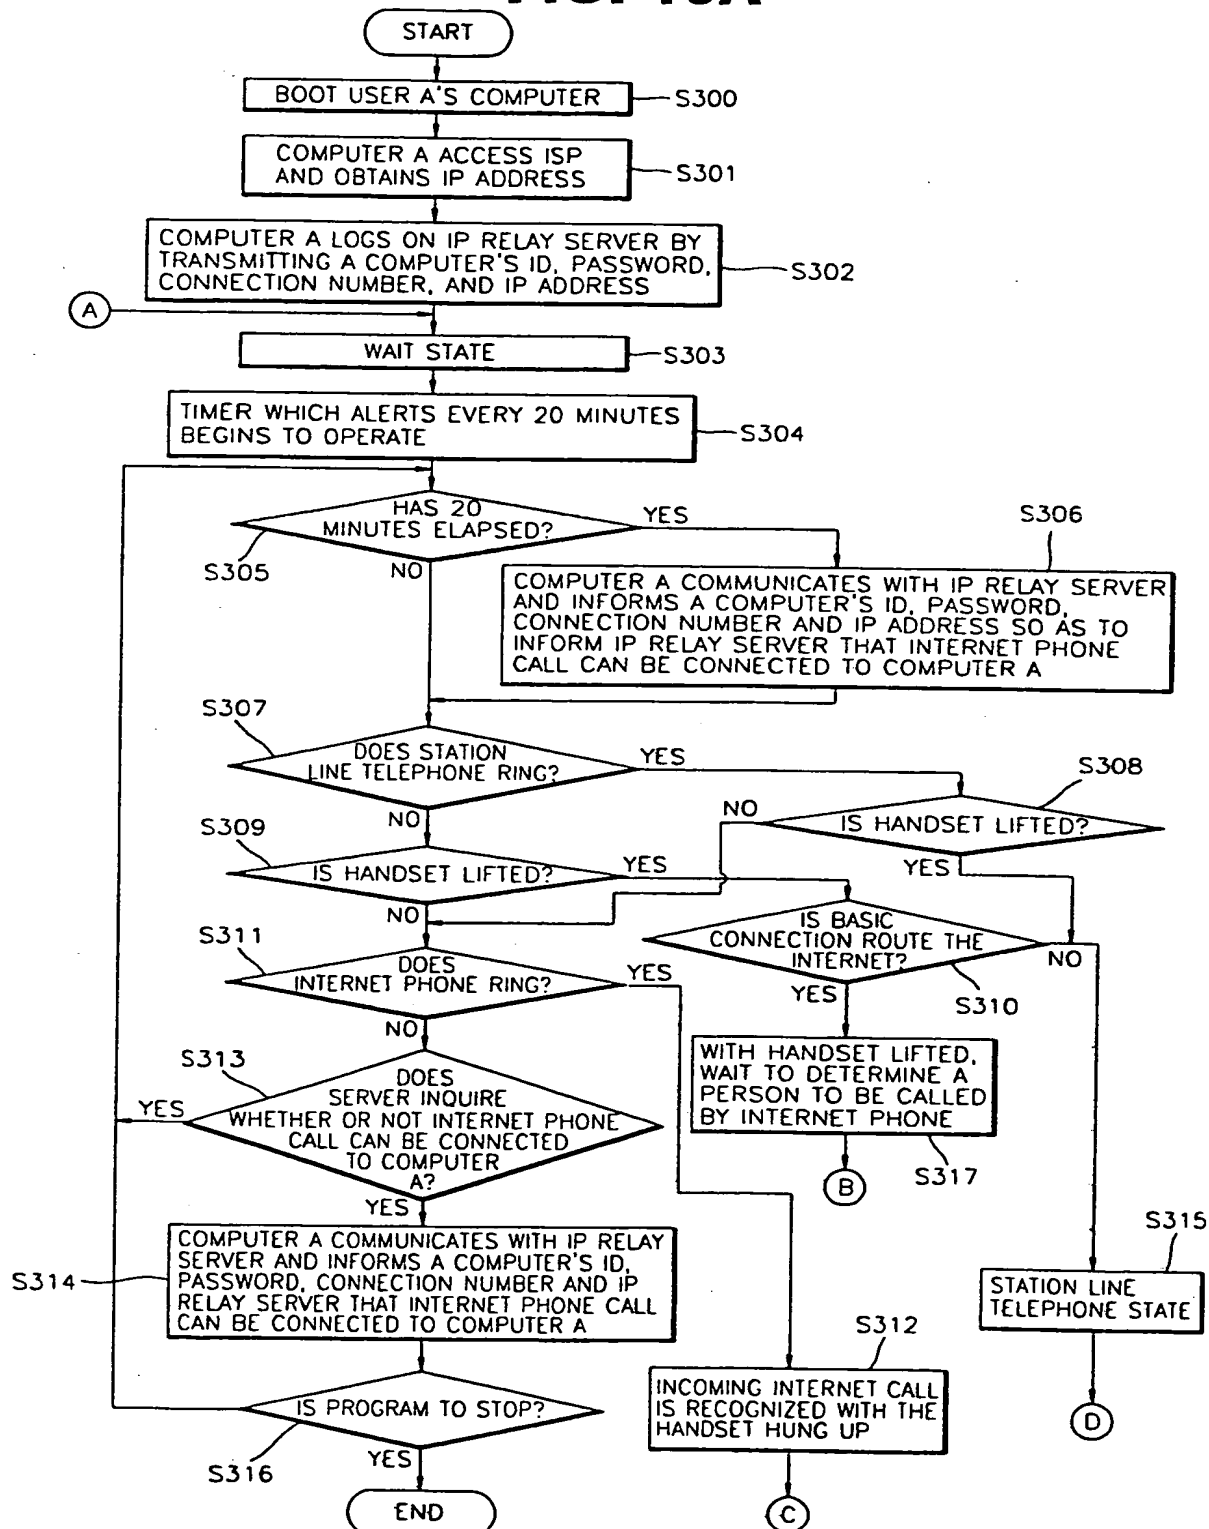 START
BOOT USER A'S COMPUTER
S300
COMPUTER A ACCESS ISP
AND OBTAINS IP ADDRESS
S301
COMPUTER A LOGS ON IP RELAY SERVER BY
TRANSMITTING A COMPUTER'S ID, PASSWORD,
CONNECTION NUMBER, AND IP ADDRESS
S302
A
WAIT STATE
S303
TIMER WHICH ALERTS EVERY 20 MINUTES
BEGINS TO OPERATE
S304
HAS 20
MINUTES ELAPSED?
YES
S305
NO
S306
COMPUTER A COMMUNICATES WITH IP RELAY SERVER
AND INFORMS A COMPUTER'S ID, PASSWORD,
CONNECTION NUMBER AND IP ADDRESS SO AS TO
INFORM IP RELAY SERVER THAT INTERNET PHONE
CALL CAN BE CONNECTED TO COMPUTER A
S307
DOES STATION
LINE TELEPHONE RING?
YES
NO
S308
NO
IS HANDSET LIFTED?
YES
S309
IS HANDSET LIFTED?
YES
NO
IS BASIC
CONNECTION ROUTE THE
INTERNET?
NO
YES
S310
S311
DOES
INTERNET PHONE RING?
YES
NO
WITH HANDSET LIFTED,
WAIT TO DETERMINE A
PERSON TO BE CALLED
BY INTERNET PHONE
S317
B
S313
DOES
SERVER INQUIRE
WHETHER OR NOT INTERNET PHONE
CALL CAN BE CONNECTED
TO COMPUTER
A?
YES
YES
S314
COMPUTER A COMMUNICATES WITH IP RELAY
SERVER AND INFORMS A COMPUTER'S ID,
PASSWORD, CONNECTION NUMBER AND IP
RELAY SERVER THAT INTERNET PHONE CALL
CAN BE CONNECTED TO COMPUTER A
S315
STATION LINE
TELEPHONE STATE
D
S312
INCOMING INTERNET CALL
IS RECOGNIZED WITH THE
HANDSET HUNG UP
C
IS PROGRAM TO STOP?
S316
YES
END